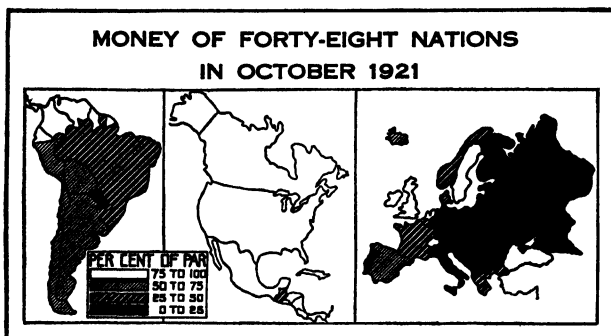 MONEY OF FORTY-EIGHT NATIONS
IN OCTOBER 1921
PER CENT OF PAR
75 TO 100
50 TO 75
25 TO 50
0 TO 25